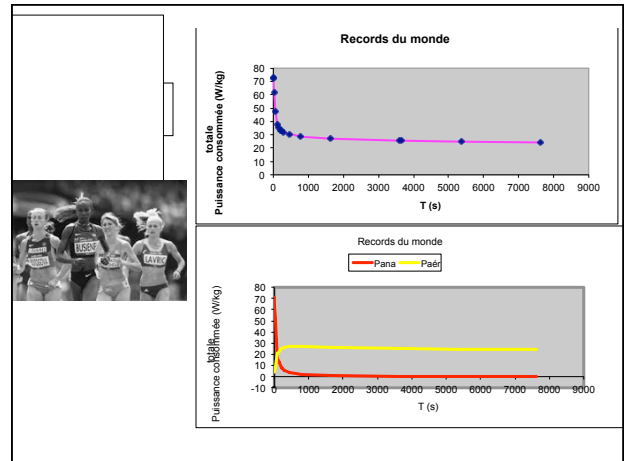 Records du monde
totale
Puissance consommée (W/kg)
80
70
60
50
40
30
20
10
0
0 1000 2000 3000 4000 5000 6000 7000 8000 9000
T (s)
BUSENEI
LAVRIC
Records du monde
Pana Paér
totale
Puissance consommée (W/kg)
80
70
60
50
40
30
20
10
0
-10
0 1000 2000 3000 4000 5000 6000 7000 8000 9000
T (s)